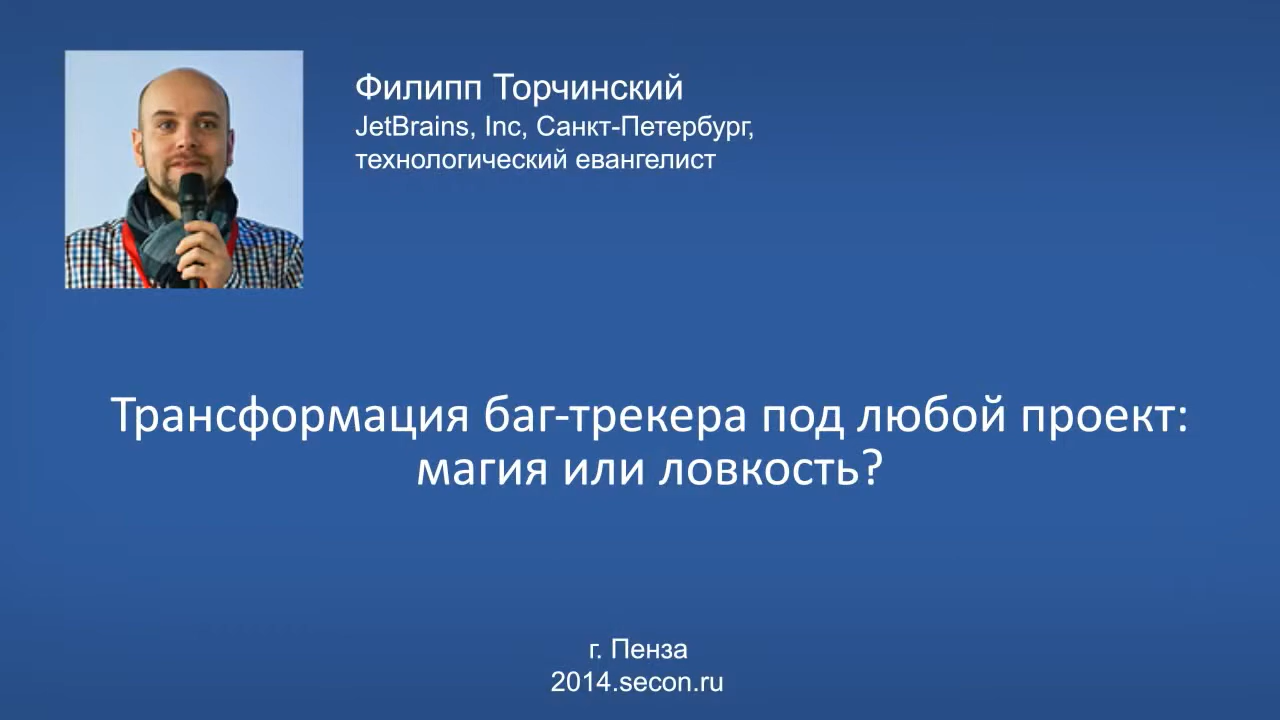 Филипп Торчинский
JetBrains, Inc, Санкт-Петербург,
технологический евангелист
Трансформация баг-трекера под любой проект:
магия или ловкость?
г. Пенза
2014.secon.ru